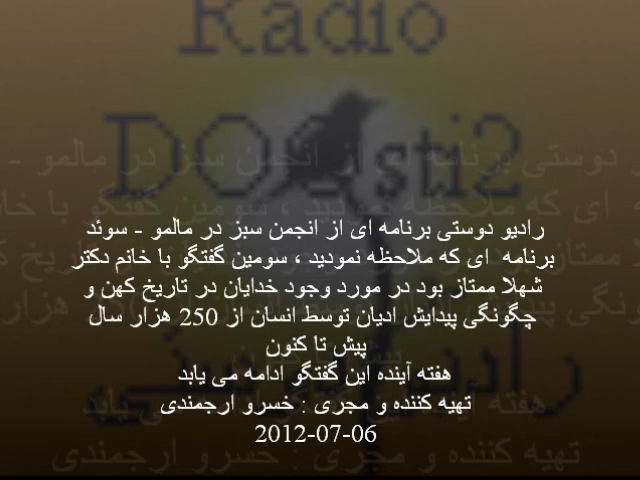 Radio
DOOsti2
رادیو دوستی برنامه ای از انجمن سبز در مالمو - سوئد
برنامه  ای که ملاحظه نمودید ، سومین گفتگو با خانم دکتر
شهلا ممتاز بود در مورد وجود خدایان در تاریخ کهن و
چگونگی پیدایش ادیان توسط انسان از 250 هزار سال
پیش تا کنون
هفته آینده این گفتگو ادامه می یابد
تهیه کننده و مجری : خسرو ارجمندی
2012-07-06